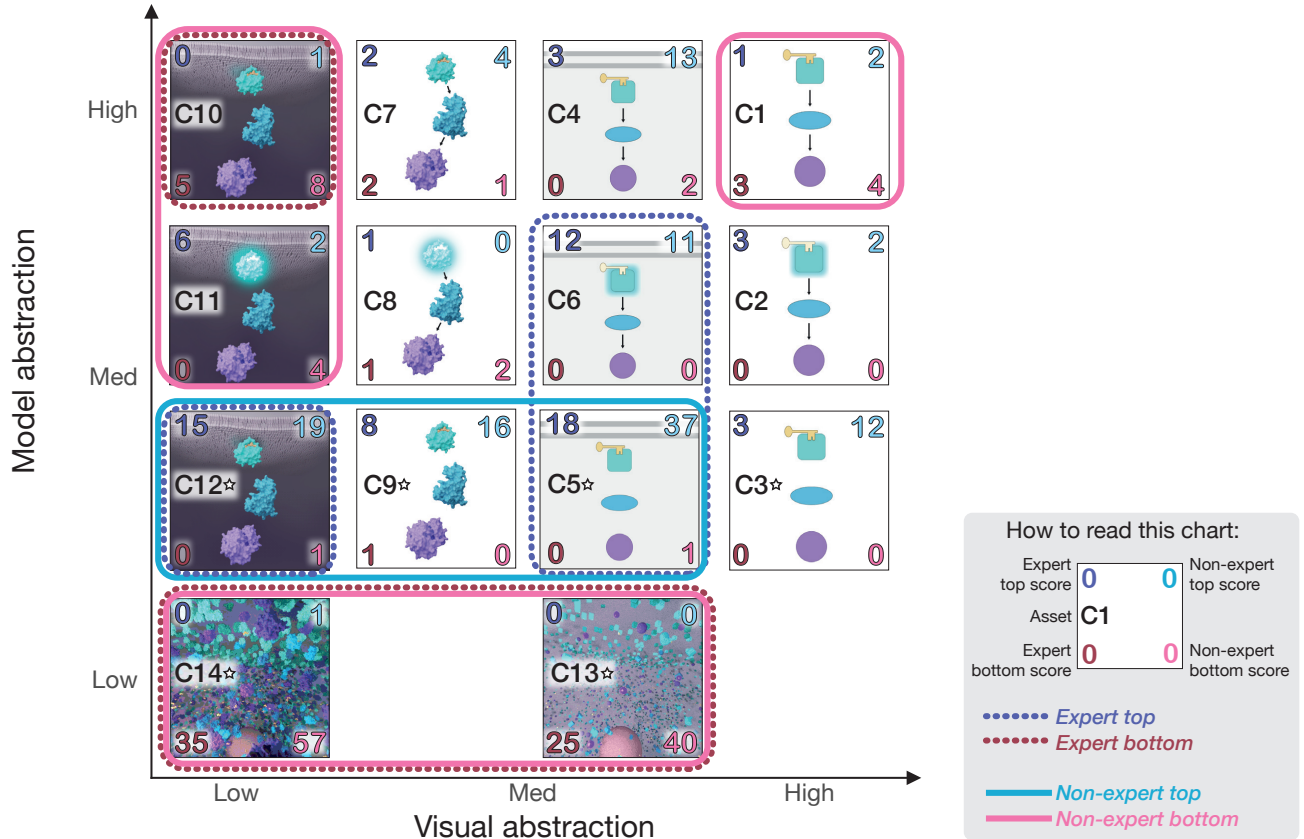 Model abstraction
High
0 1
C10
5 8
2 4
C7
2 1
3 13
C4
0 2
1 2
C1
3 4
Med
6 2
C11
0 4
1 0
C8
1 2
12 11
C6
0 0
3 2
C2
0 0
15 19
C12☆
0 1
8 16
C9☆
1 0
18 37
C5☆
0 1
3 12
C3☆
0 0
Low
0 1
C14☆
35 57
0 0
C13☆
25 40
Low Med High
Visual abstraction
How to read this chart:
Expert top score
0 0
Non-expert top score
Asset C1
Expert bottom score
0 0
Non-expert bottom score
Expert top
Expert bottom
Non-expert top
Non-expert bottom